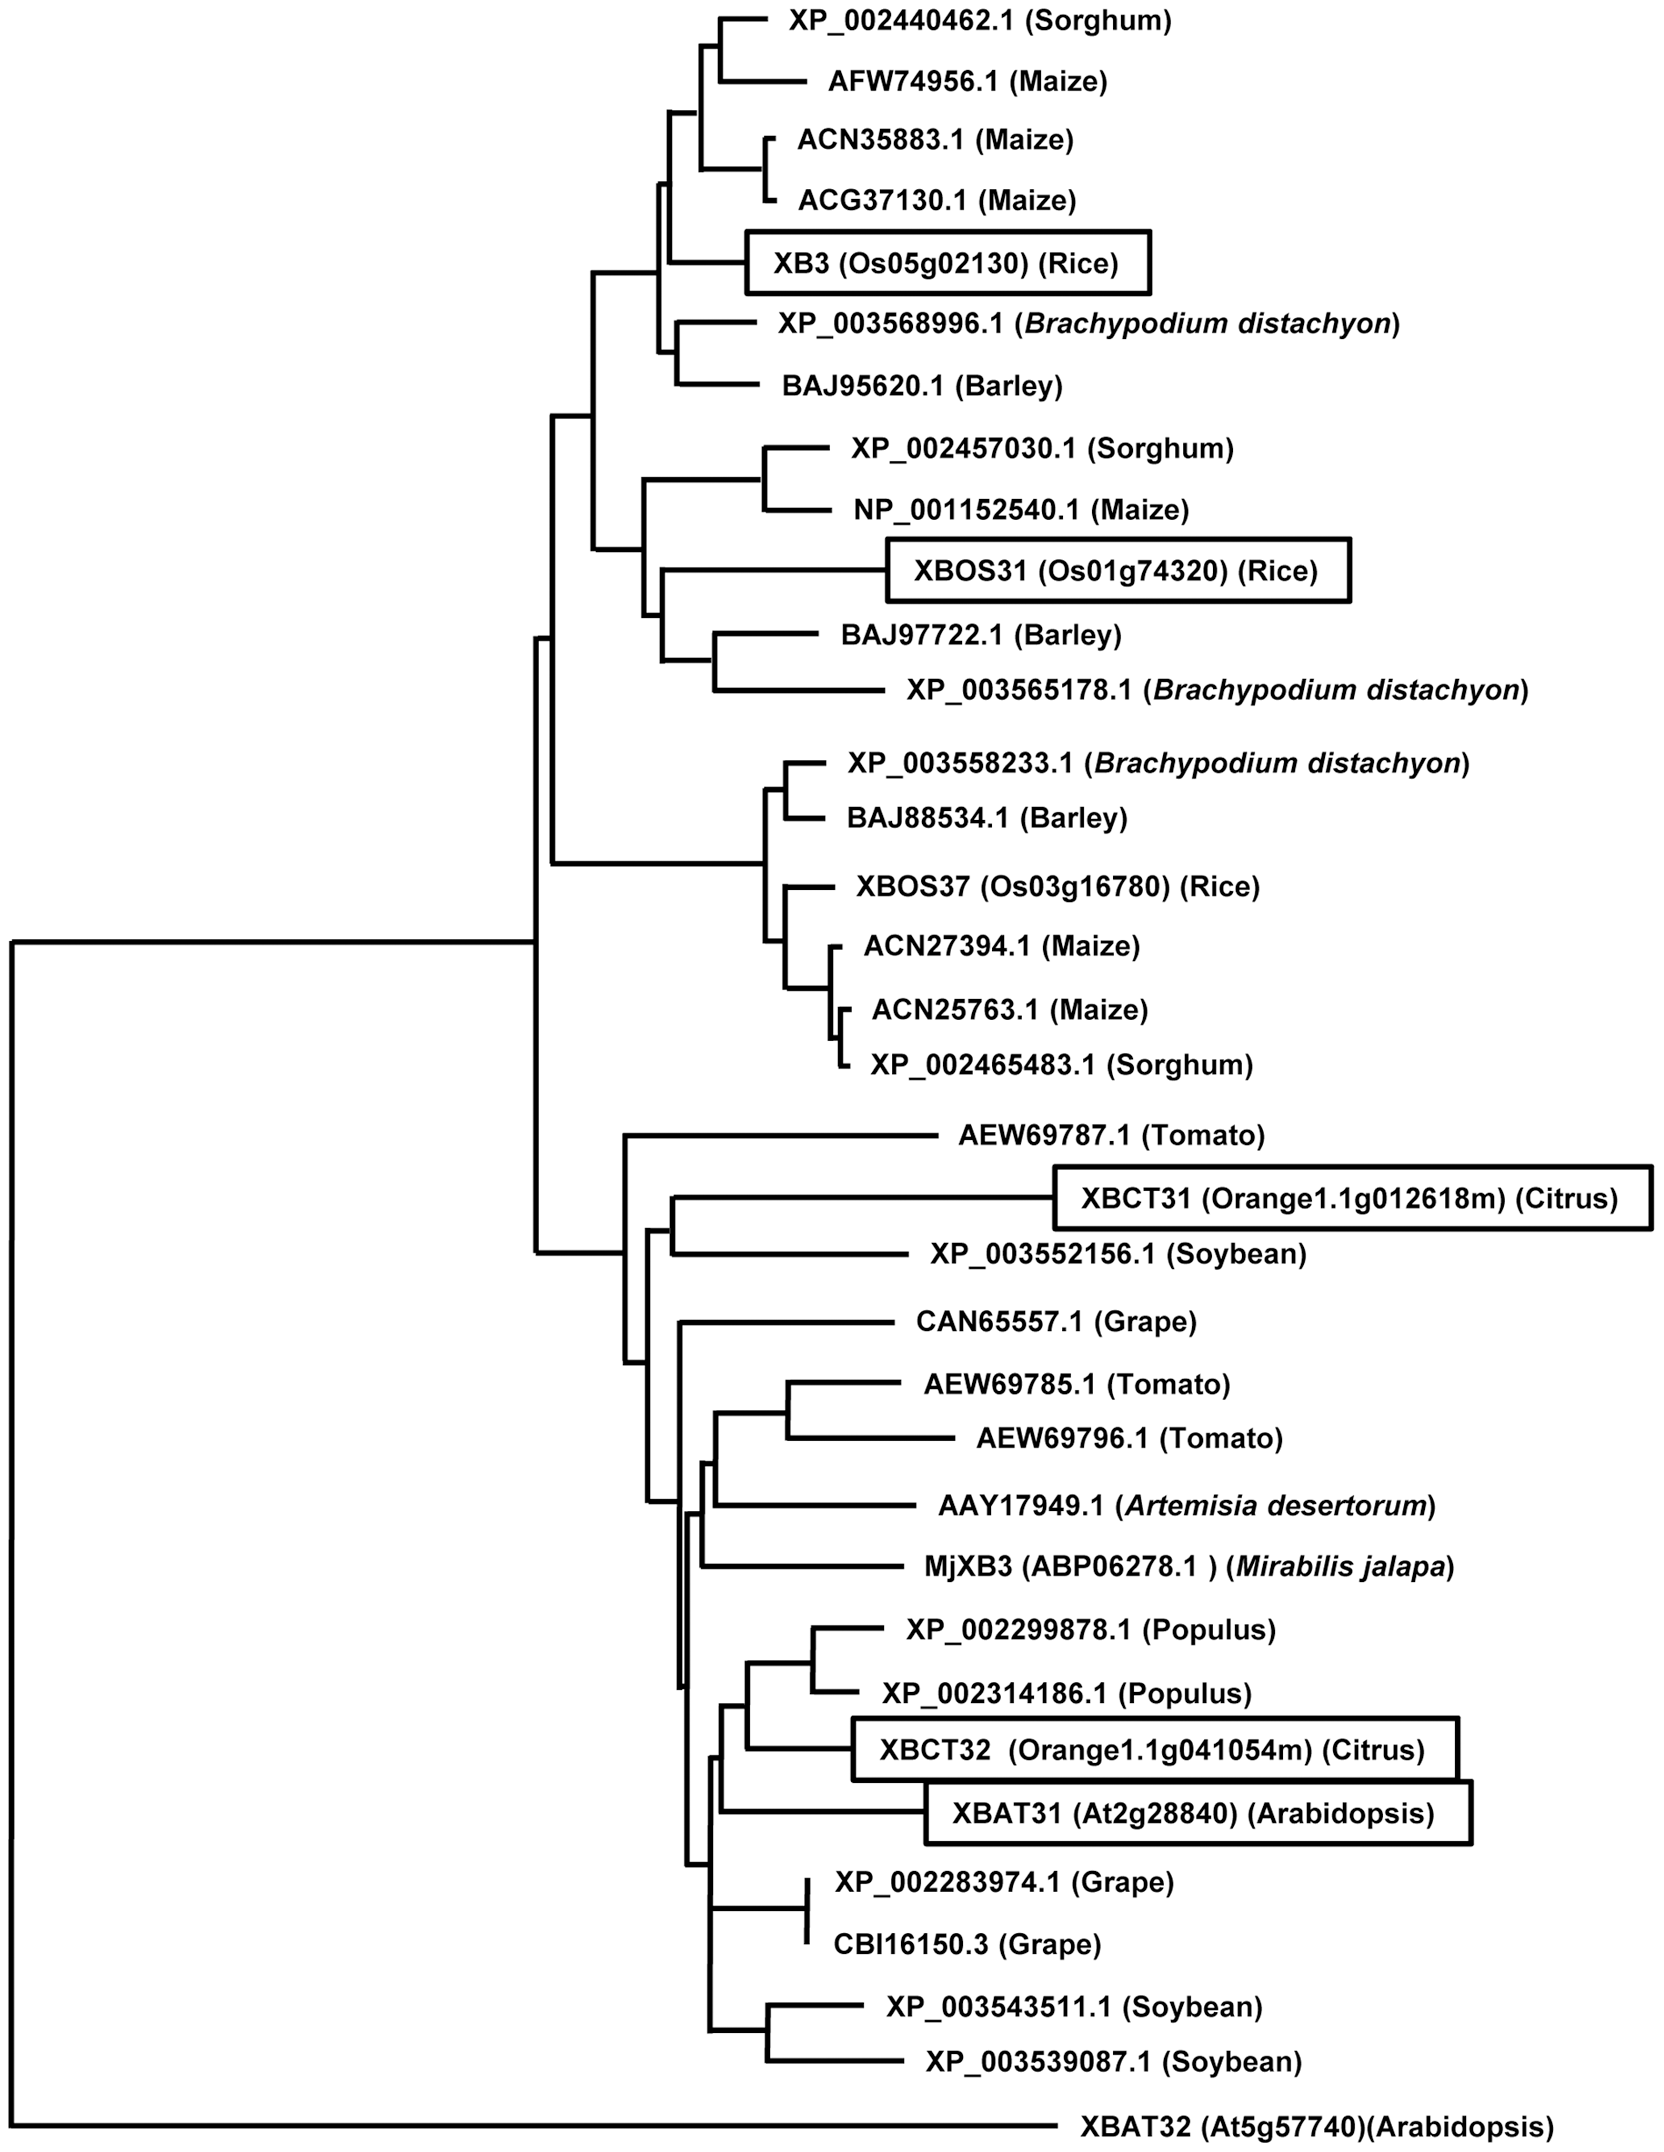 XP_002440462.1 (Sorghum)
AFW74956.1 (Maize)
ACN35883.1 (Maize)
ACG37130.1 (Maize)
XB3 (Os05g02130) (Rice)
XP_003568996.1 (Brachypodium distachyon)
BAJ95620.1 (Barley)
XP_002457030.1 (Sorghum)
NP_001152540.1 (Maize)
XBOS31 (Os01g74320) (Rice)
BAJ97722.1 (Barley)
XP_003565178.1 (Brachypodium distachyon)
XP_003558233.1 (Brachypodium distachyon)
BAJ88534.1 (Barley)
XBOS37 (Os03g16780) (Rice)
ACN27394.1 (Maize)
ACN25763.1 (Maize)
XP_002465483.1 (Sorghum)
AEW69787.1 (Tomato)
XBCT31 (Orange1.1g012618m) (Citrus)
XP_003552156.1 (Soybean)
CAN65557.1 (Grape)
AEW69785.1 (Tomato)
AEW69796.1 (Tomato)
AAY17949.1 (Artemisia desertorum)
MjXB3 (ABP06278.1 ) (Mirabilis jalapa)
XP_002299878.1 (Populus)
XP_002314186.1 (Populus)
XBCT32 (Orange1.1g041054m) (Citrus)
XBAT31 (At2g28840) (Arabidopsis)
XP_002283974.1 (Grape)
CBI16150.3 (Grape)
XP_003543511.1 (Soybean)
XP_003539087.1 (Soybean)
XBAT32 (At5g57740)(Arabidopsis)